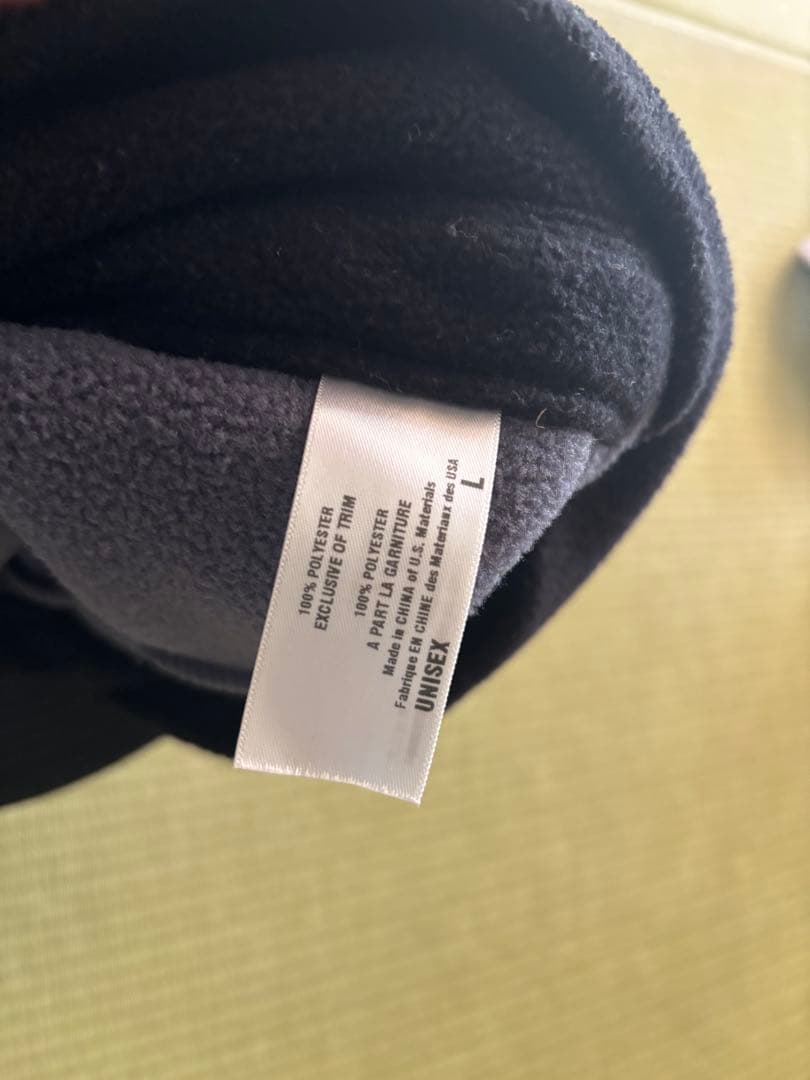 100% POLYESTER
EXCLUSIVE OF TRIM
100% POLYESTER
A PART LA GARNITURE
Made in CHINA of U.S. Materials
Fabrique EN CHINE des Materiaux des USA
UNISEX L